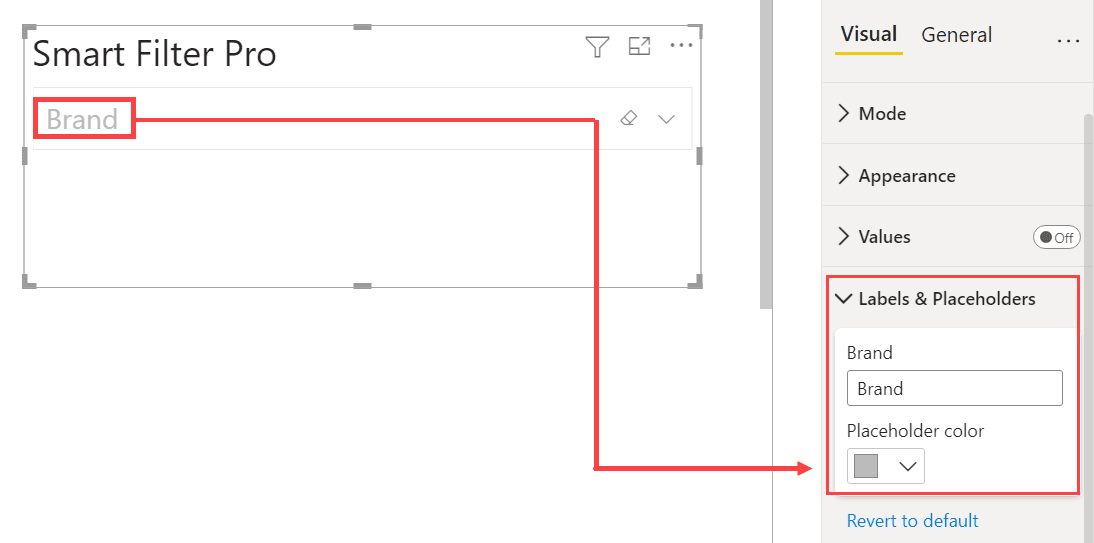 Smart Filter Pro
Brand
Visual General ...
Mode
Appearance
Values Off
Labels & Placeholders
Brand
Brand
Placeholder color
Revert to default